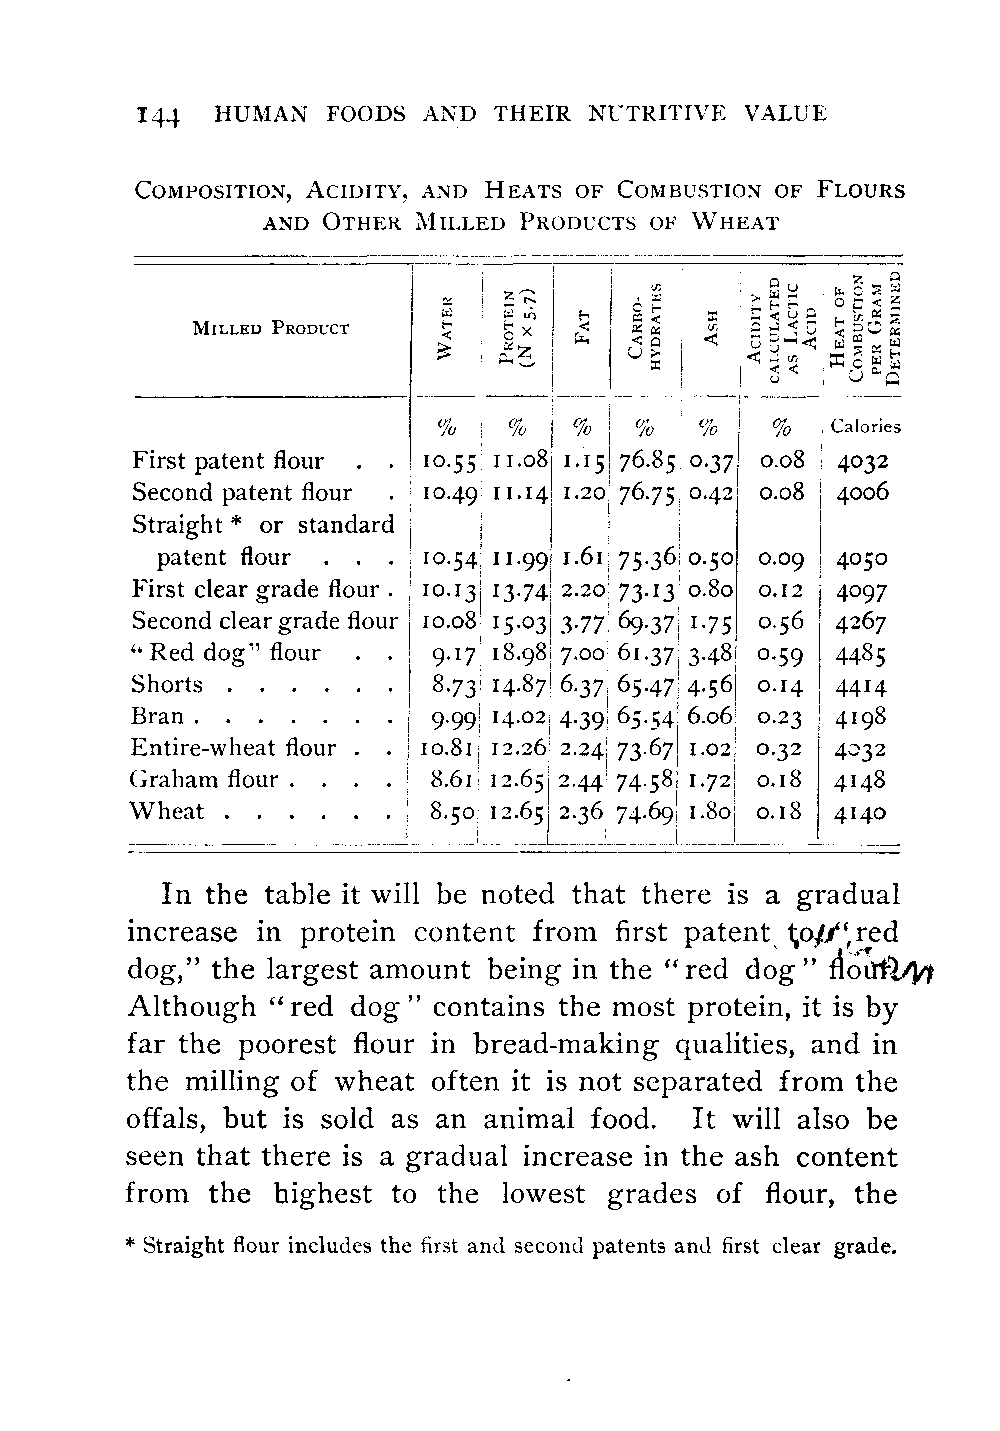 144 HUMAN FOODS AND THEIR NUTRITIVE VALUE
COMPOSITION, ACIDITY, AND HEATS OF COMBUSTION OF FLOURS
AND OTHER MILLED PRODUCTS OF WHEAT
MILLED PRODUCT | WATER | PROTEIN (N × 5.7) | FAT | CARBO-HYDRATES | ASH | ACIDITY CALCULATED AS LACTIC ACID | HEAT OF COMBUSTION PER GRAM DETERMINED
% % % % % % Calories
First patent flour . . 10.55 11.08 1.15 76.85 0.37 0.08 4032
Second patent flour . 10.49 11.14 1.20 76.75 0.42 0.08 4006
Straight * or standard
patent flour . . . 10.54 11.99 1.61 75.36 0.50 0.09 4050
First clear grade flour . 10.13 13.74 2.20 73.13 0.80 0.12 4097
Second clear grade flour 10.08 15.03 3.77 69.37 1.75 0.56 4267
“Red dog” flour . . 9.17 18.98 7.00 61.37 3.48 0.59 4485
Shorts . . . . . . 8.73 14.87 6.37 65.47 4.56 0.14 4414
Bran . . . . . . . 9.99 14.02 4.39 65.54 6.06 0.23 4198
Entire-wheat flour . . 10.81 12.26 2.24 73.67 1.02 0.32 4032
Graham flour . . . . 8.61 12.65 2.44 74.58 1.72 0.18 4148
Wheat . . . . . . 8.50 12.65 2.36 74.69 1.80 0.18 4140
In the table it will be noted that there is a gradual
increase in protein content from first patent to “red
dog,” the largest amount being in the “red dog” flour.
Although “red dog” contains the most protein, it is by
far the poorest flour in bread-making qualities, and in
the milling of wheat often it is not separated from the
offals, but is sold as an animal food. It will also be
seen that there is a gradual increase in the ash content
from the highest to the lowest grades of flour, the
* Straight flour includes the first and second patents and first clear grade.